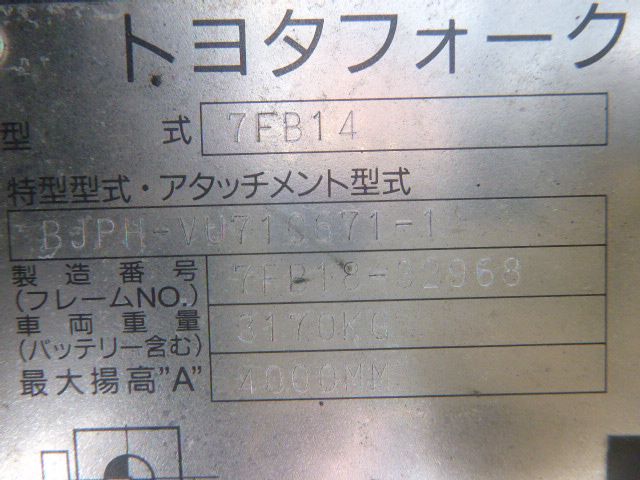 トヨタフォーク
型 式 7FB14
特型型式・アタッチメント型式
製造番号 7FB18-32968
(フレームNO.)
車両重量 3170KG
(バッテリー含む)
最大揚高"A" 4000MM